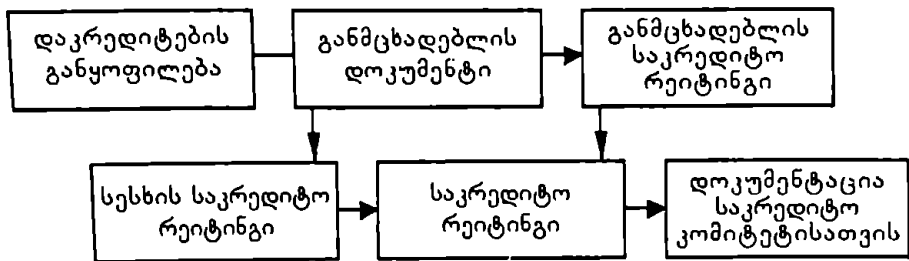 დაკრედიტების
განყოფილება
განმცხადებლის
დოკუმენტი
განმცხადებლის
საკრედიტო
რეიტინგი
სესხის საკრედიტო
რეიტინგი
საკრედიტო
რეიტინგი
დოკუმენტაცია
საკრედიტო
კომიტეტისათვის